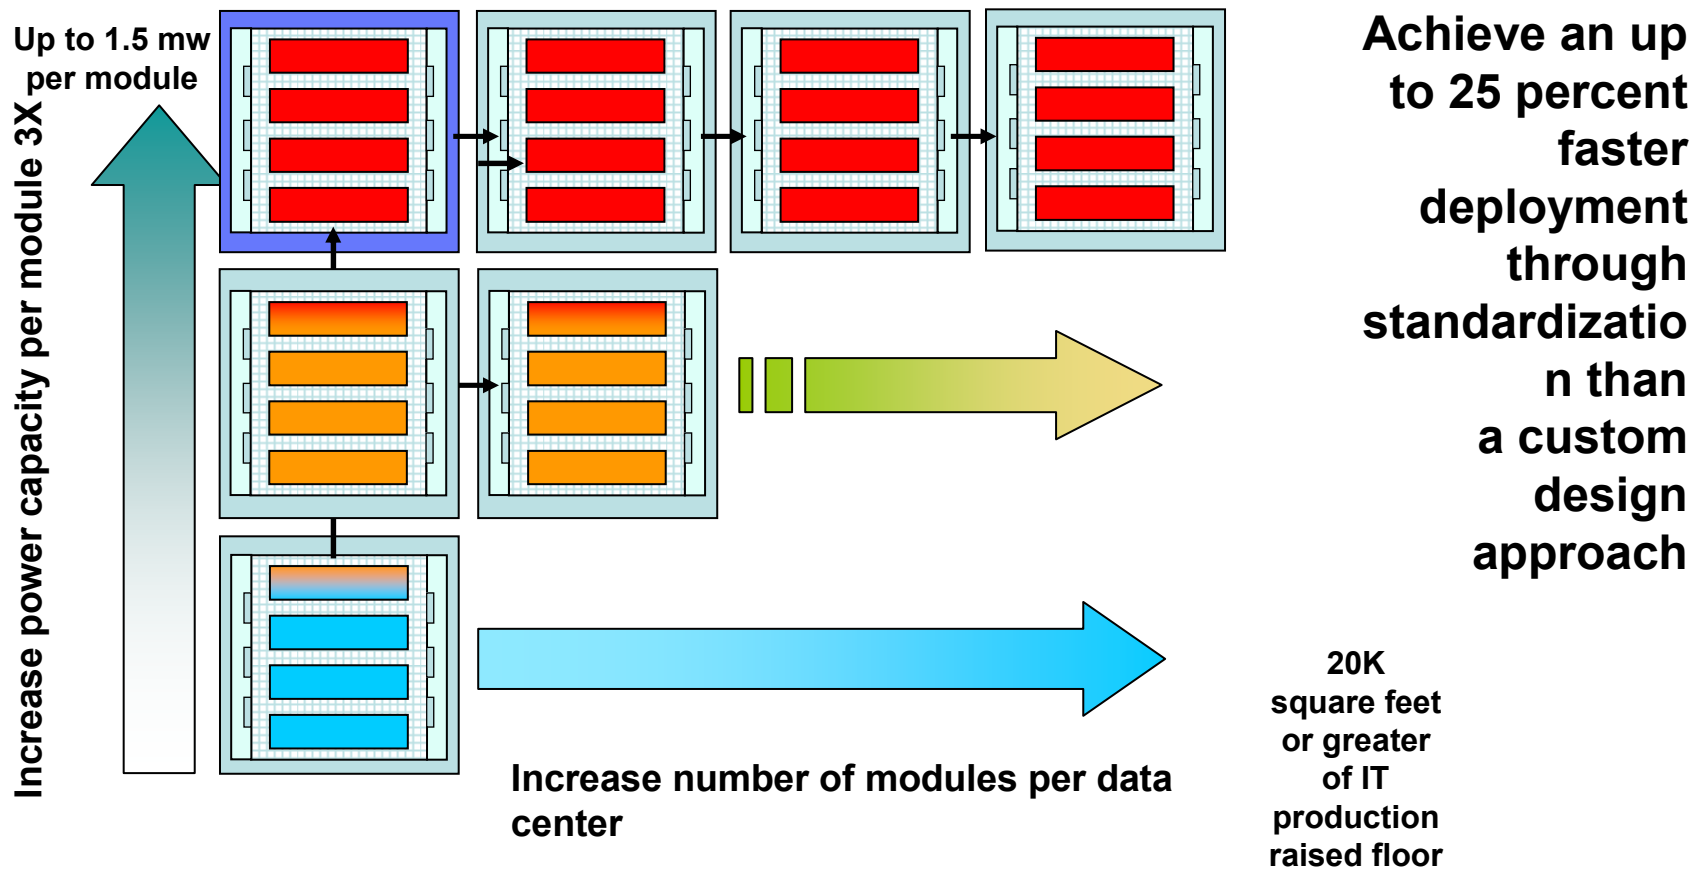 Up to 1.5 mw
per module
Increase power capacity per module 3X
Achieve an up
to 25 percent
faster
deployment
through
standardizatio
n than
a custom
design
approach
Increase number of modules per data
center
20K
square feet
or greater
of IT
production
raised floor